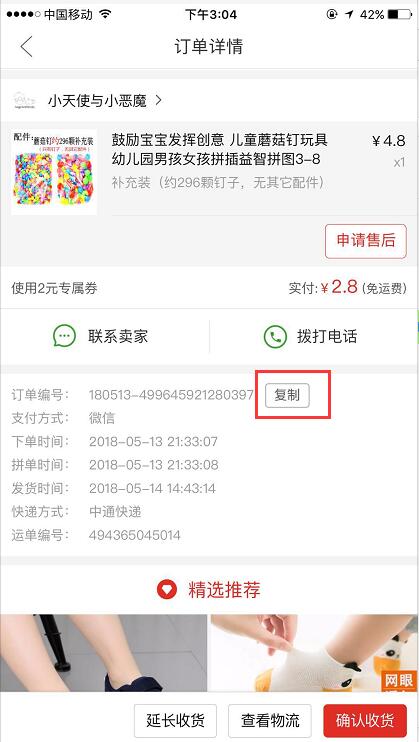 中国移动 下午3:04 42%
订单详情
小天使与小恶魔
配件:蘑菇钉约296颗补充装
(只有钉子,无其它配件)
鼓励宝宝发挥创意 儿童蘑菇钉玩具 ¥4.8
幼儿园男孩女孩拼插益智拼图3-8 x1
补充装(约296颗钉子,无其它配件)
申请售后
使用2元专属券 实付:¥2.8(免运费)
联系卖家 拨打电话
订单编号: 180513-499645921280397 复制
支付方式: 微信
下单时间: 2018-05-13 21:33:07
拼单时间: 2018-05-13 21:33:08
发货时间: 2018-05-14 14:43:14
快递方式: 中通快递
运单编号: 494365045014
精选推荐
网眼
延长收货 查看物流 确认收货